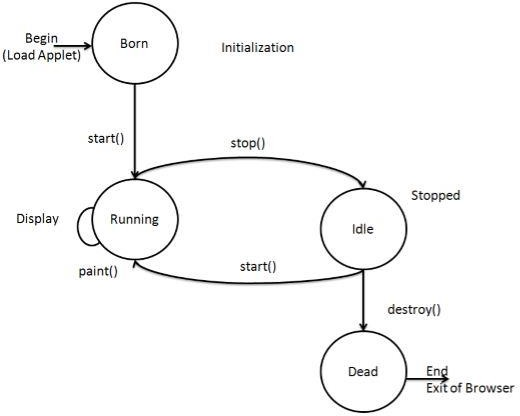 Begin
(Load Applet)
Born
Initialization
start()
stop()
Stopped
Display
Running
Idle
paint()
start()
destroy()
Dead
End
Exit of Browser